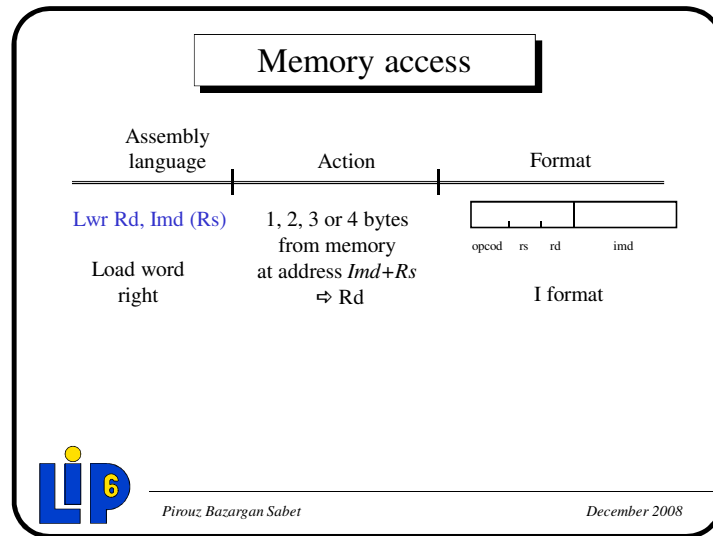 Memory access
Assembly
language
Action
Format
Lwr Rd, Imd (Rs)
Load word
right
1, 2, 3 or 4 bytes
from memory
at address Imd+Rs
⇨ Rd
opcod rs rd imd
I format
LIP6
Pirouz Bazargan Sabet
December 2008